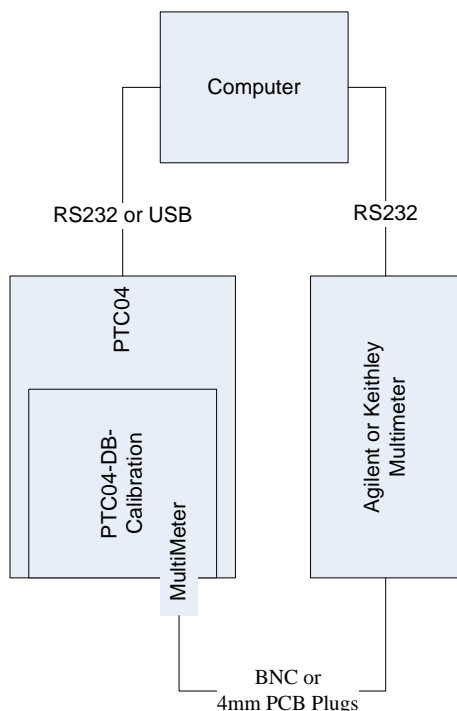 Computer
RS232 or USB
RS232
PTC04
PTC04-DB-
Calibration
MultiMeter
Agilent or Keithley
Multimeter
BNC or
4mm PCB Plugs